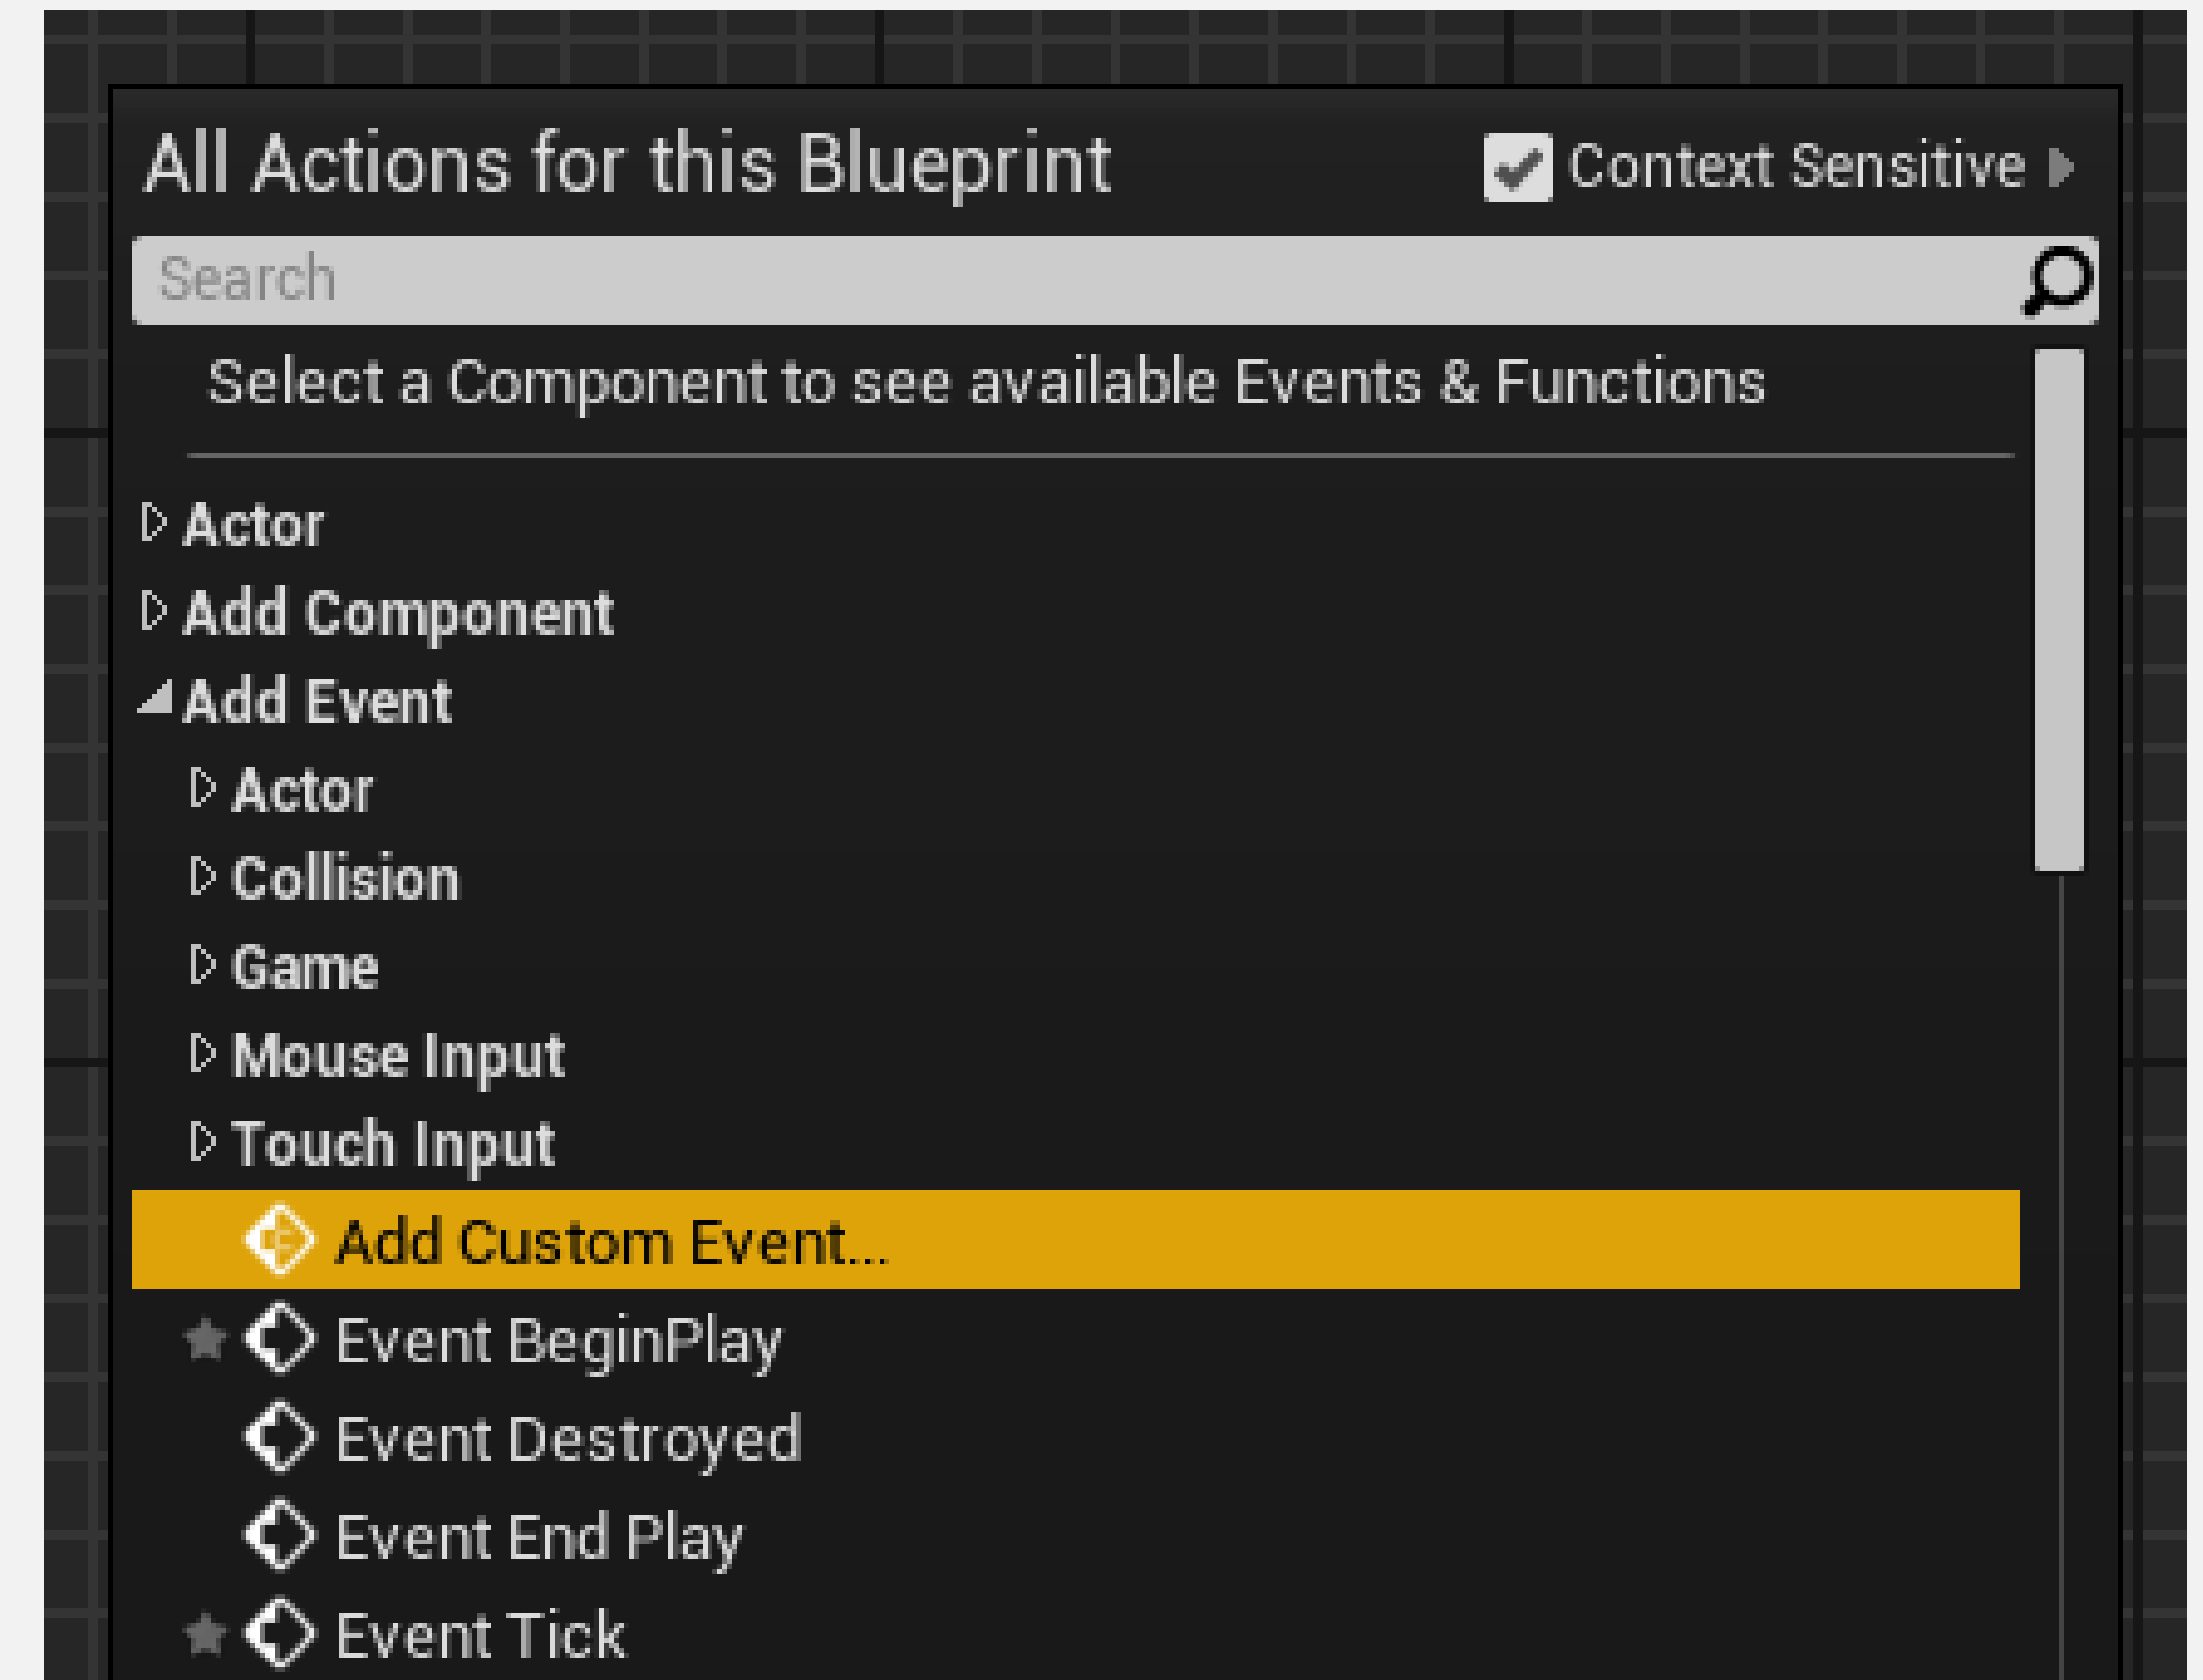 All Actions for this Blueprint Context Sensitive
Search
Select a Component to see available Events & Functions
Actor
Add Component
Add Event
Actor
Collision
Game
Mouse Input
Touch Input
Add Custom Event...
Event BeginPlay
Event Destroyed
Event End Play
Event Tick